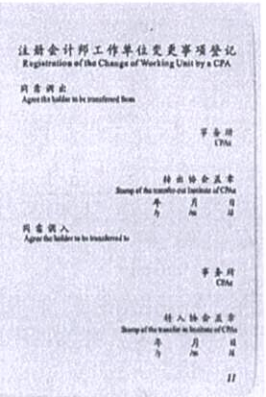 注册会计师工作单位变更事项登记
Registration of the Change of Working Unit by a CPA
同意调出
Agree the holder to be transferred from
事务所
CPAs
转出协会盖章
Stamp of the transfer-out Institute of CPAs
年 月 日
/y /m /d
同意调入
Agree the holder to be transferred to
事务所
CPAs
转入协会盖章
Stamp of the transfer-in Institute of CPAs
年 月 日
/y /m /d
11